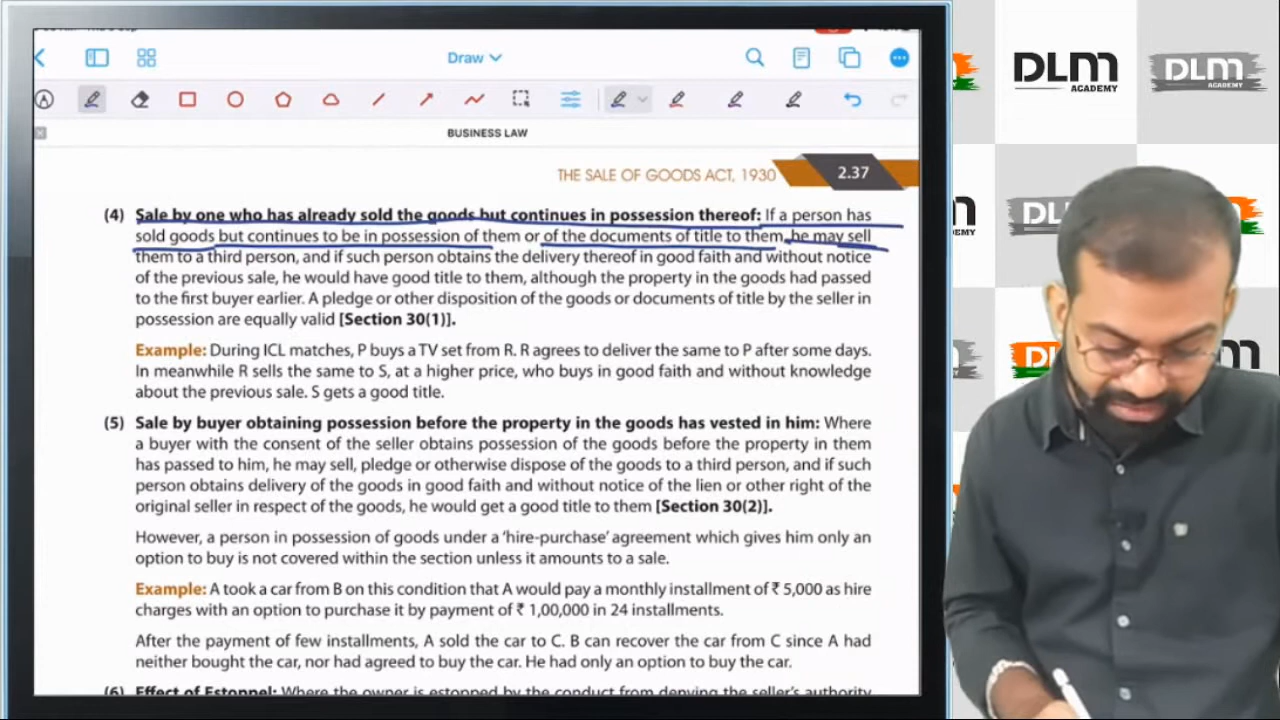 Draw
BUSINESS LAW
THE SALE OF GOODS ACT, 1930 2.37
(4) Sale by one who has already sold the goods but continues in possession thereof: If a person has
sold goods but continues to be in possession of them or of the documents of title to them, he may sell
them to a third person, and if such person obtains the delivery thereof in good faith and without notice
of the previous sale, he would have good title to them, although the property in the goods had passed
to the first buyer earlier. A pledge or other disposition of the goods or documents of title by the seller in
possession are equally valid [Section 30(1)].
Example: During ICL matches, P buys a TV set from R. R agrees to deliver the same to P after some days.
In meanwhile R sells the same to S, at a higher price, who buys in good faith and without knowledge
about the previous sale. S gets a good title.
(5) Sale by buyer obtaining possession before the property in the goods has vested in him: Where
a buyer with the consent of the seller obtains possession of the goods before the property in them
has passed to him, he may sell, pledge or otherwise dispose of the goods to a third person, and if such
person obtains delivery of the goods in good faith and without notice of the lien or other right of the
original seller in respect of the goods, he would get a good title to them [Section 30(2)].
However, a person in possession of goods under a 'hire-purchase' agreement which gives him only an
option to buy is not covered within the section unless it amounts to a sale.
Example: A took a car from B on this condition that A would pay a monthly installment of ₹ 5,000 as hire
charges with an option to purchase it by payment of ₹ 1,00,000 in 24 installments.
After the payment of few installments, A sold the car to C. B can recover the car from C since A had
neither bought the car, nor had agreed to buy the car. He had only an option to buy the car.
(6) Effect of Estoppel: Where the owner is estopped by the conduct from denying the seller's authority
DLM
ACADEMY
DLM
ACADEMY